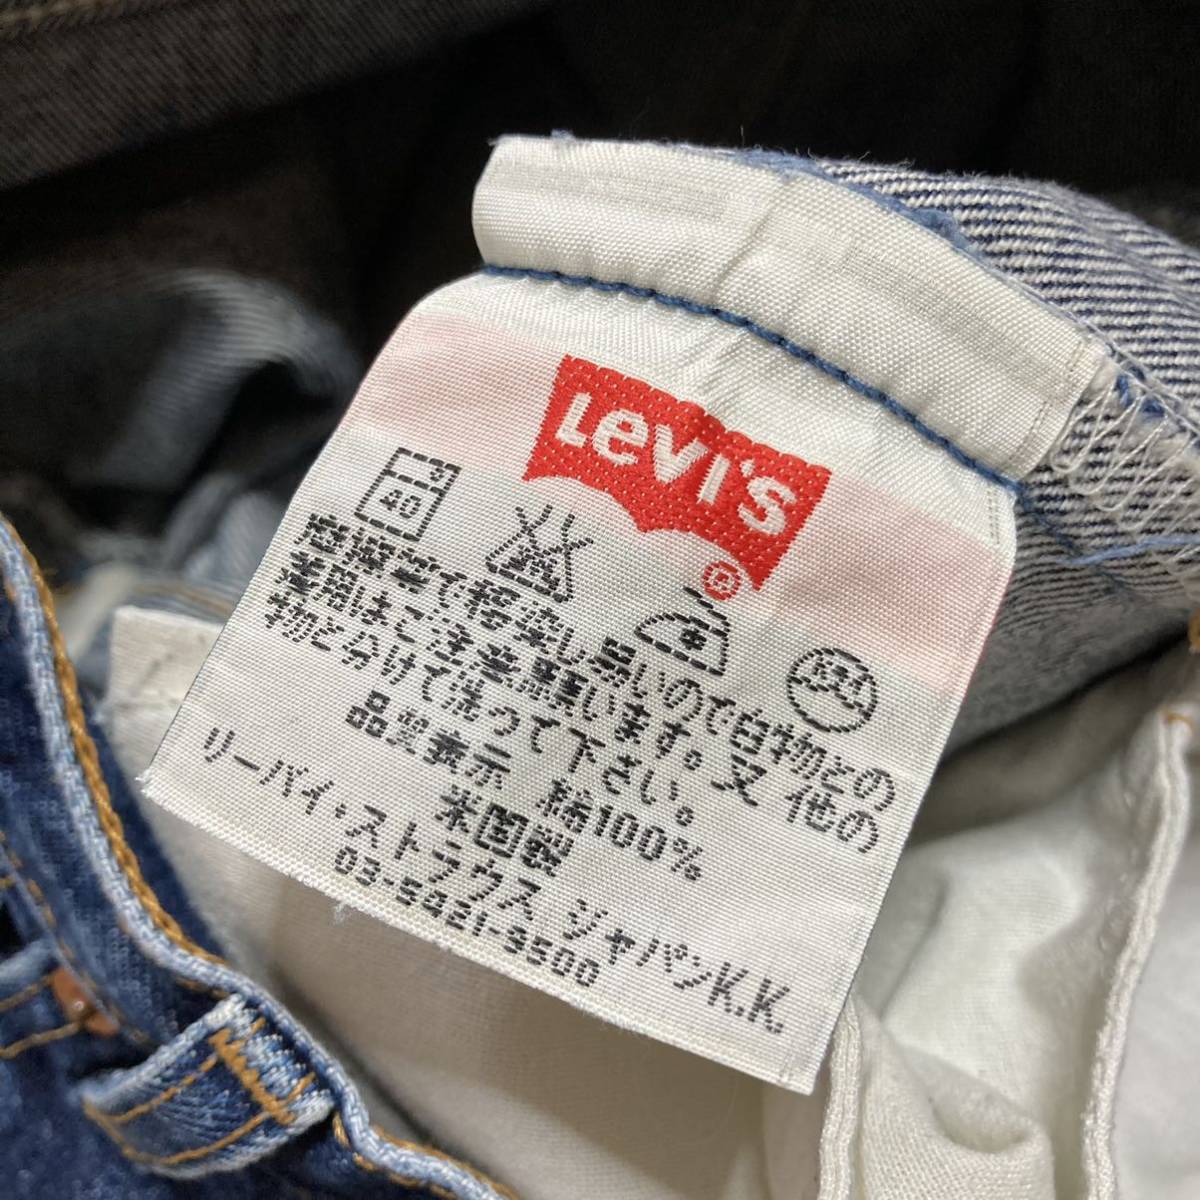 Levi's
®
40
摩擦等で移染し易いので白物との
着用はご注意願います。又 他の
物と分けて洗って下さい。
品質表示 綿100%
米国製
リーバイ・ストラウス ジャパンK.K.
03-5421-9500